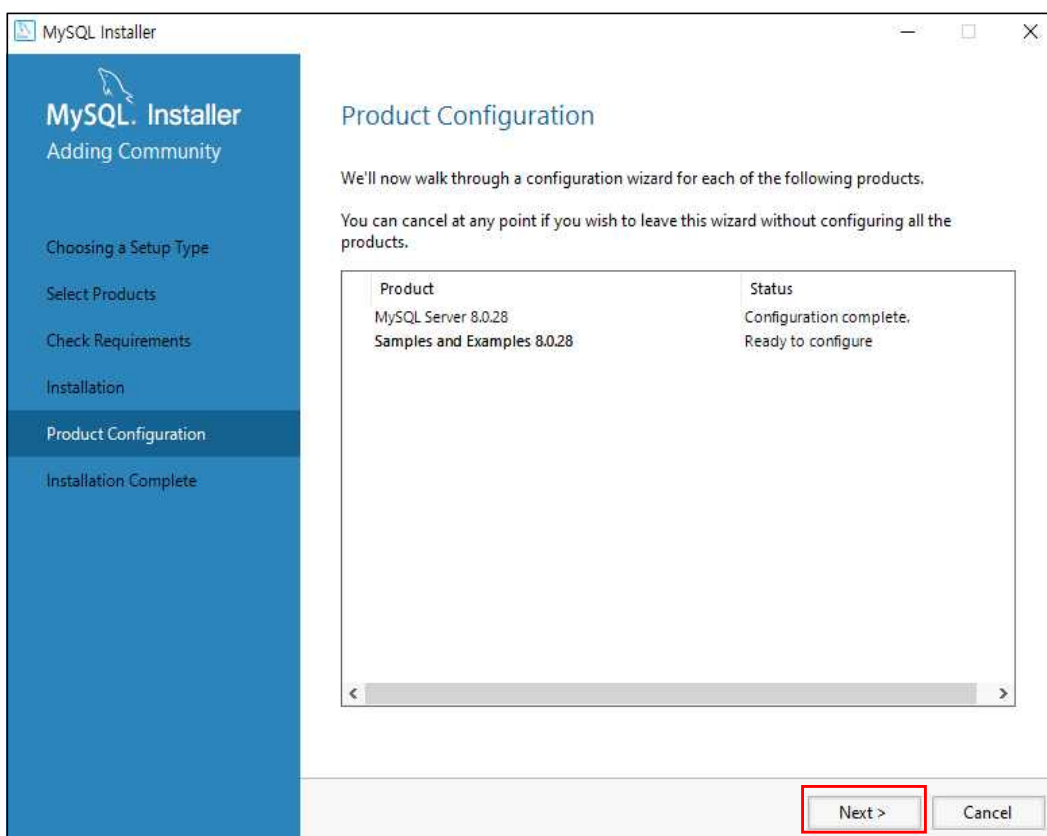 MySQL Installer
MySQL. Installer
Adding Community
Choosing a Setup Type
Select Products
Check Requirements
Installation
Product Configuration
Installation Complete
Product Configuration
We'll now walk through a configuration wizard for each of the following products.
You can cancel at any point if you wish to leave this wizard without configuring all the
products.
Product Status
MySQL Server 8.0.28 Configuration complete.
Samples and Examples 8.0.28 Ready to configure
Next > Cancel